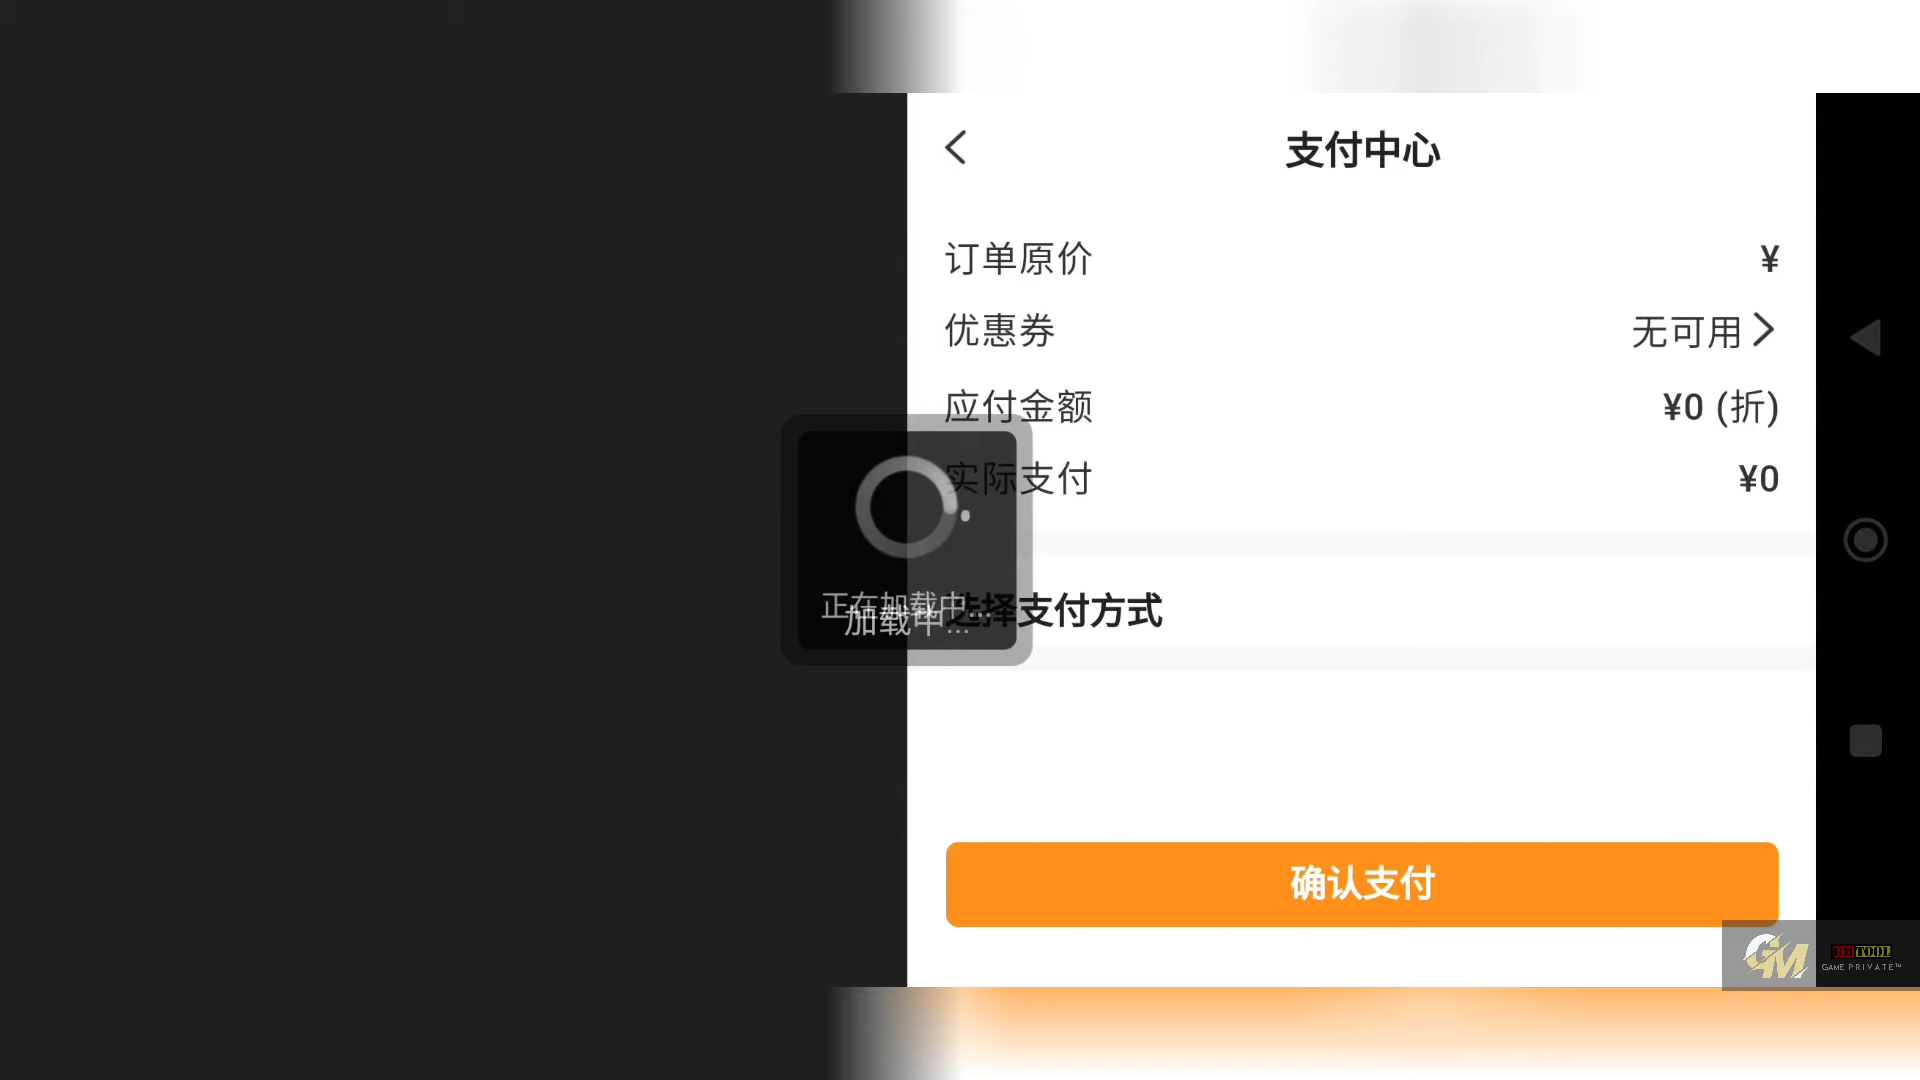 支付中心
订单原价 ¥
优惠券 无可用
应付金额 ¥0 (折)
实际支付 ¥0
正在加载中...
加载中...
选择支付方式
确认支付
GM
TOOL
GAME PRIVATE™